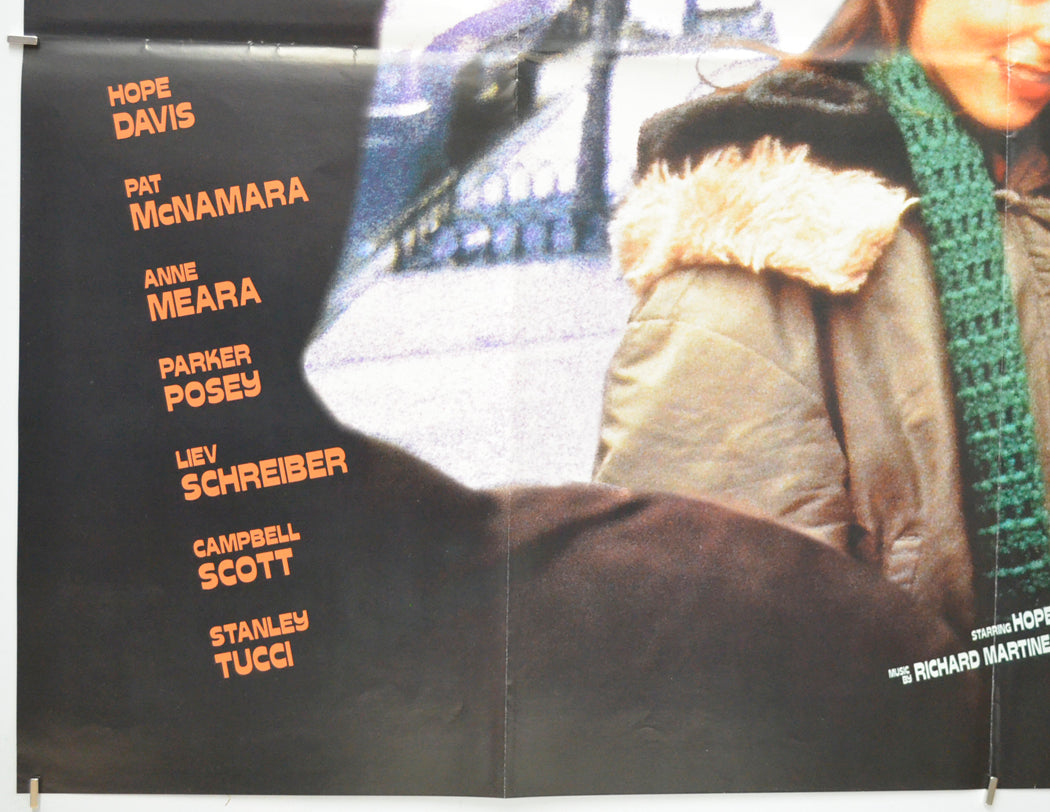 HOPE
DAVIS
PAT
McNAMARA
ANNE
MEARA
PARKER
POSEY
LIEV
SCHREIBER
CAMPBELL
SCOTT
STANLEY
TUCCI
STARRING HOPE
MUSIC BY RICHARD MARTINE